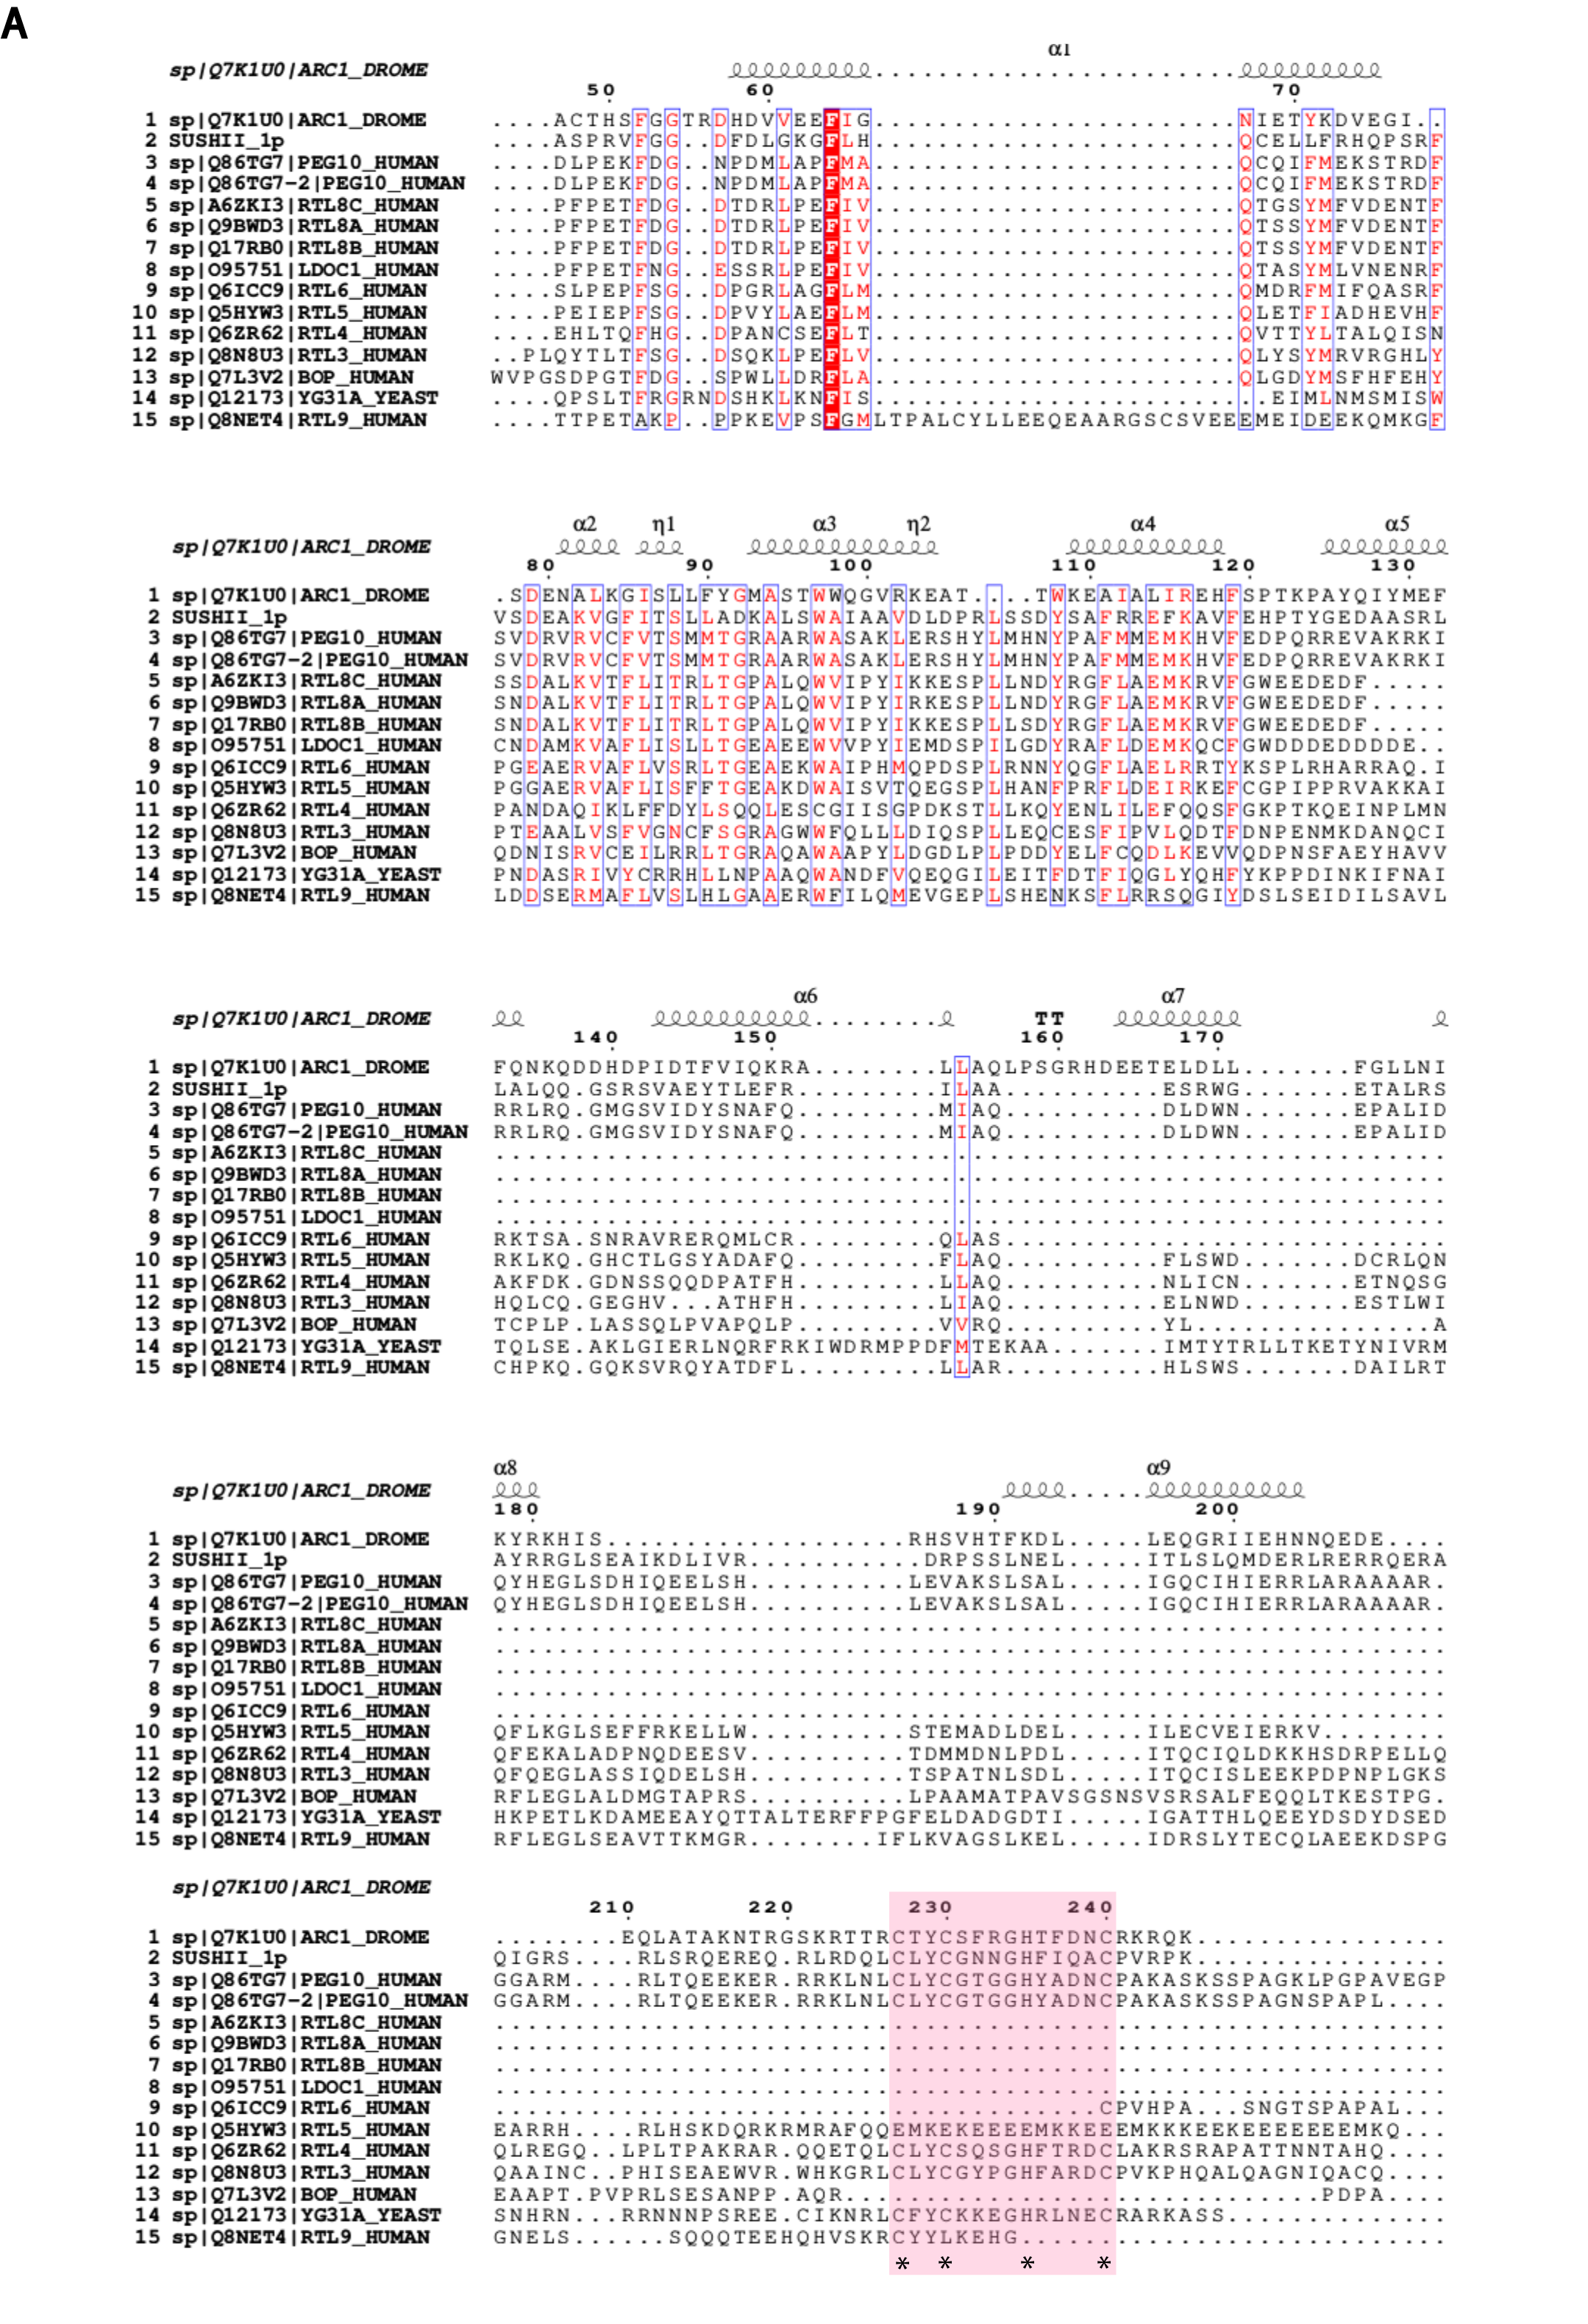 A
α1
sp|Q7K1U0|ARC1_DROME
50 60 70
1 sp|Q7K1U0|ARC1_DROME ....ACTHSFGGTRDHDVVEEFIG.......................NIETYKDVEGI..
2 SUSHII_1p ....ASPRVFGG..DFDLGKGFLH.......................QCELLFRHQPSRF
3 sp|Q86TG7|PEG10_HUMAN ....DLPEKFDG..NPDMLAPFMA.......................QCQIFMEKSTRDF
4 sp|Q86TG7-2|PEG10_HUMAN ....DLPEKFDG..NPDMLAPFMA.......................QCQIFMEKSTRDF
5 sp|A6ZKI3|RTL8C_HUMAN ....PFPETFDG..DTDRLPEFIV.......................QTGSYMFVDENTF
6 sp|Q9BWD3|RTL8A_HUMAN ....PFPETFDG..DTDRLPEFIV.......................QTSSYMFVDENTF
7 sp|Q17RB0|RTL8B_HUMAN ....PFPETFDG..DTDRLPEFIV.......................QTSSYMFVDENTF
8 sp|O95751|LDOC1_HUMAN ....PFPETFNG..ESSRLPEFIV.......................QTASYMLVNENRF
9 sp|Q6ICC9|RTL6_HUMAN ....SLPEPFSG..DPGRLAGFLM.......................QMDRFMIFQASRF
10 sp|Q5HYW3|RTL5_HUMAN ....PEIEPFSG..DPVYLAEFLM.......................QLETFIADHEVHF
11 sp|Q6ZR62|RTL4_HUMAN ....EHLTQFHG..DPANCSEFLT.......................QVTTYLTALQISN
12 sp|Q8N8U3|RTL3_HUMAN ..PLQYTLTFSG..DSQKLPEFLV.......................QLYSYMRVRGHLY
13 sp|Q7L3V2|BOP_HUMAN WVPGSDPGTFDG..SPWLLDRFLA.......................QLGDYMSFHFEHY
14 sp|Q12173|YG31A_YEAST ....QPSLTFRGRNDSHKLKNFIS........................EIMLNMSMISW
15 sp|Q8NET4|RTL9_HUMAN ....TTPETAKP..PPKEVPSFGMLTPALCYLLEEQEAARGSCSVEEEMEIDEEKQMKGF
α2 η1 α3 η2 α4 α5
sp|Q7K1U0|ARC1_DROME
80 90 100 110 120 130
1 sp|Q7K1U0|ARC1_DROME .SDENALKGISLLFYGMASTWWQGVRKEAT....TWKEAIALIREHFSPTKPAYQIYMEF
2 SUSHII_1p VSDEAKVGFITSLLADKALSWAIAAVDLDPRLSSDYSAFRREFKAVFEHPTYGEDAASRL
3 sp|Q86TG7|PEG10_HUMAN SVDRVRVCFVTSMMTGRAARWASAKLERSHYLMHNYPAFMMEMKHVFEDPQRREVAKRKI
4 sp|Q86TG7-2|PEG10_HUMAN SVDRVRVCFVTSMMTGRAARWASAKLERSHYLMHNYPAFMMEMKHVFEDPQRREVAKRKI
5 sp|A6ZKI3|RTL8C_HUMAN SSDALKVTFLITRLTGPALQWVIPYIKKESPLLNDYRGFLAEMKRVFGWEEDEDF.....
6 sp|Q9BWD3|RTL8A_HUMAN SNDALKVTFLITRLTGPALQWVIPYIRKESPLLNDYRGFLAEMKRVFGWEEDEDF.....
7 sp|Q17RB0|RTL8B_HUMAN SNDALKVTFLITRLTGPALQWVIPYIKKESPLLSDYRGFLAEMKRVFGWEEDEDF.....
8 sp|O95751|LDOC1_HUMAN CNDAMKVAFLISLLTGEAEEWVVPYIEMDSPILGDYRAFLDEMKQCFGWDDDEDDDDE..
9 sp|Q6ICC9|RTL6_HUMAN PGEAERVAFLVSRLTGEAEKWAIPHMQPDSPLRNNYQGFLAELRRTYKSPLRHARRAQ.I
10 sp|Q5HYW3|RTL5_HUMAN PGGAERVAFLISFFTGEAKDWAISVTQEGSPLHANFPRFLDEIRKEFCGPIPPRVAKKAI
11 sp|Q6ZR62|RTL4_HUMAN PANDAQIKLFFDYLSQQLESCGIISGPDKSTLLKQYENLILEFQQSFGKPTKQEINPLMN
12 sp|Q8N8U3|RTL3_HUMAN PTEAALVSFVGNCFSGRAGWWFQLLLDIQSPLLEQCESFIPVLQDTFDNPENMKDANQCI
13 sp|Q7L3V2|BOP_HUMAN QDNISRVCEILRRLTGRAQAWAAPYLDGDLPLPDDYELFCQDLKEVVQDPNSFAEYHAVV
14 sp|Q12173|YG31A_YEAST PNDASRIVYCRRHLLNPAAQWANDFVQEQGILEITFDTFIQGLYQHFYKPPDINKIFNAI
15 sp|Q8NET4|RTL9_HUMAN LDDSERMAFLVSLHLGAAERWFILQMEVGEPLSHENKSFLRRSQGIYDSLSEIDILSAVL
α6 α7
sp|Q7K1U0|ARC1_DROME
TT
140 150 160 170
1 sp|Q7K1U0|ARC1_DROME FQNKQDDHDPIDTFVIQKRA........LLAQLPSGRHDEETELDLL.......FGLLNI
2 SUSHII_1p LALQQ.GSRSVAEYTLEFR.........ILAA..........ESRWG.......ETALRS
3 sp|Q86TG7|PEG10_HUMAN RRLRQ.GMGSVIDYSNAFQ.........MIAQ..........DLDWN.......EPALID
4 sp|Q86TG7-2|PEG10_HUMAN RRLRQ.GMGSVIDYSNAFQ.........MIAQ..........DLDWN.......EPALID
5 sp|A6ZKI3|RTL8C_HUMAN ............................................................
6 sp|Q9BWD3|RTL8A_HUMAN ............................................................
7 sp|Q17RB0|RTL8B_HUMAN ............................................................
8 sp|O95751|LDOC1_HUMAN ............................................................
9 sp|Q6ICC9|RTL6_HUMAN RKTSA.SNRAVRERQMLCR.........QLAS............................
10 sp|Q5HYW3|RTL5_HUMAN RKLKQ.GHCTLGSYADAFQ.........FLAQ..........FLSWD.......DCRLQN
11 sp|Q6ZR62|RTL4_HUMAN AKFDK.GDNSSQQDPATFH.........LLAQ..........NLICN.......ETNQSG
12 sp|Q8N8U3|RTL3_HUMAN HQLCQ.GEGHV...ATHFH.........LIAQ..........ELNWD.......ESTLWI
13 sp|Q7L3V2|BOP_HUMAN TCPLP.LASSQLPVAPQLP.........VVRQ..........YL...............A
14 sp|Q12173|YG31A_YEAST TQLSE.AKLGIERLNQRFRKIWDRMPPDFMTEKAA.......IMTYTRLLTKETYNIVRM
15 sp|Q8NET4|RTL9_HUMAN CHPKQ.GQKSVRQYATDFL.........LLAR..........HLSWS.......DAILRT
α8 α9
sp|Q7K1U0|ARC1_DROME
180 190 200
1 sp|Q7K1U0|ARC1_DROME KYRKHIS...................RHSVHTFKDL.....LEQGRIIEHNNQEDE....
2 SUSHII_1p AYRRGLSEAIKDLIVR...........DRPSSLNEL.....ITLSLQMDERLRERRQERA
3 sp|Q86TG7|PEG10_HUMAN QYHEGLSDHIQEELSH..........LEVAKSLSAL.....IGQCIHIERRLARAAAAR.
4 sp|Q86TG7-2|PEG10_HUMAN QYHEGLSDHIQEELSH..........LEVAKSLSAL.....IGQCIHIERRLARAAAAR.
5 sp|A6ZKI3|RTL8C_HUMAN ............................................................
6 sp|Q9BWD3|RTL8A_HUMAN ............................................................
7 sp|Q17RB0|RTL8B_HUMAN ............................................................
8 sp|O95751|LDOC1_HUMAN ............................................................
9 sp|Q6ICC9|RTL6_HUMAN ............................................................
10 sp|Q5HYW3|RTL5_HUMAN QFLKGLSEFFRKELLW..........STEMADLDEL.....ILECVEIERKV........
11 sp|Q6ZR62|RTL4_HUMAN QFEKALADPNQDEESV..........TDMMDNLPDL.....ITQCIQLDKKHSDRPELLQ
12 sp|Q8N8U3|RTL3_HUMAN QFQEGLASSIQDELSH..........TSPATNLSDL.....ITQCISLEEKPDPNPLGKS
13 sp|Q7L3V2|BOP_HUMAN RFLEGLALDMGTAPRS..........LPAAMATPAVSGSNSVSRSALFEQQLTKESTPG.
14 sp|Q12173|YG31A_YEAST HKPETLKDAMEEAYQTTALTERFFPGFELDADGDTI.....IGATTHLQEEYDSDYDSED
15 sp|Q8NET4|RTL9_HUMAN RFLEGLSEAVTTKMGR........IFLKVAGSLKEL.....IDRSLYTECQLAEEKDSPG
sp|Q7K1U0|ARC1_DROME
210 220 230 240
1 sp|Q7K1U0|ARC1_DROME ........EQLATAKNTRGSKRTTRCTYCSFRGHTFDNCRKRQK................
2 SUSHII_1p QIGRS....RLSRQEREQ.RLRDQLCLYCGNNGHFIQACPVRPK................
3 sp|Q86TG7|PEG10_HUMAN GGARM....RLTQEEKER.RRKLNLCLYCGTGGHYADNCPAKASKSSPAGKLPGPAVEGP
4 sp|Q86TG7-2|PEG10_HUMAN GGARM....RLTQEEKER.RRKLNLCLYCGTGGHYADNCPAKASKSSPAGNSPAPL....
5 sp|A6ZKI3|RTL8C_HUMAN ............................................................
6 sp|Q9BWD3|RTL8A_HUMAN ............................................................
7 sp|Q17RB0|RTL8B_HUMAN ............................................................
8 sp|O95751|LDOC1_HUMAN ............................................................
9 sp|Q6ICC9|RTL6_HUMAN ......................................CPVHPA...SNGTSPAPAL...
10 sp|Q5HYW3|RTL5_HUMAN EARRH....RLHSKDQRKRMRAFQQEMKEKEEEEMKKEEEMKKKEEKEEEEEEEMKQ...
11 sp|Q6ZR62|RTL4_HUMAN QLREGQ..LPLTPAKRAR.QQETQLCLYCSQSGHFTRDCLAKRSRAPATTNNTAHQ....
12 sp|Q8N8U3|RTL3_HUMAN QAAINC..PHISEAEWVR.WHKGRLCLYCGYPGHFARDCPVKPHQALQAGNIQACQ....
13 sp|Q7L3V2|BOP_HUMAN EAAPT.PVPRLSESANPP.AQR..............................PDPA....
14 sp|Q12173|YG31A_YEAST SNHRN....RRNNNPSREE.CIKNRLCFYCKKEGHRLNECRARKASS..............
15 sp|Q8NET4|RTL9_HUMAN GNELS......SQQQTEEHQHVSKRCYYLKEHG...........................
* * * *